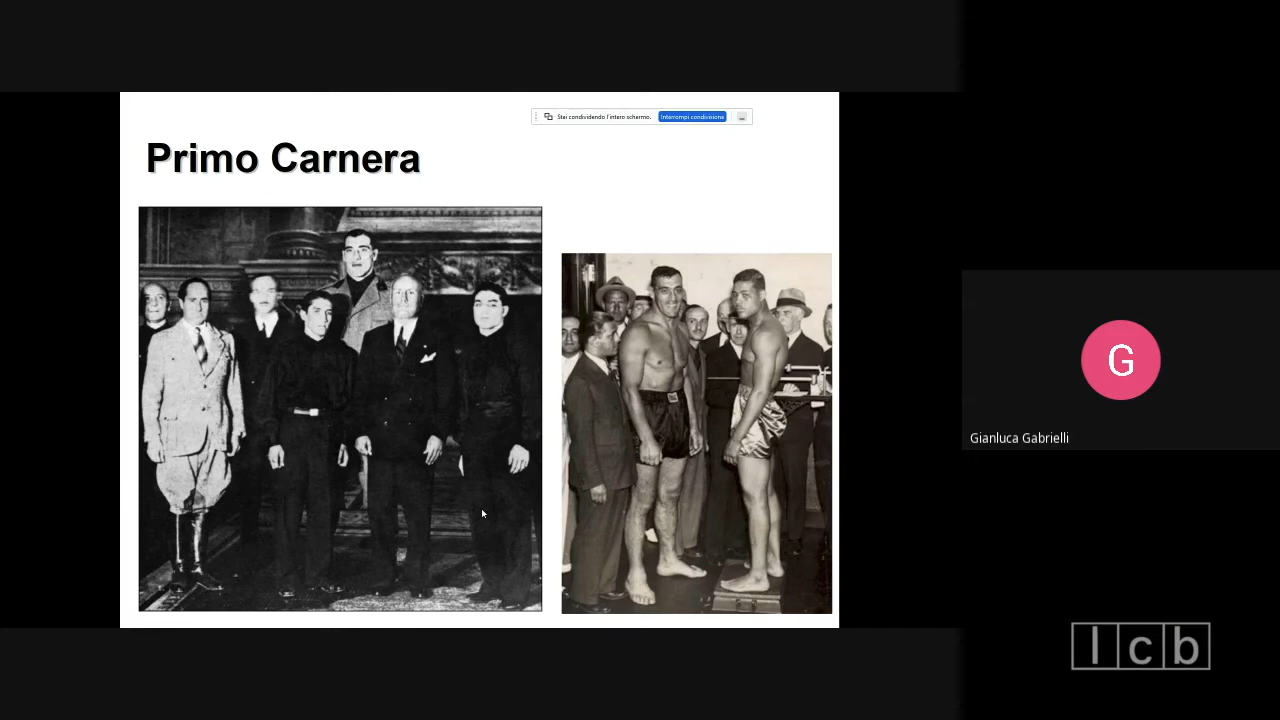 Stai condividendo l'intero schermo. Interrompi condivisione
Primo Carnera
G
Gianluca Gabrielli
lcb